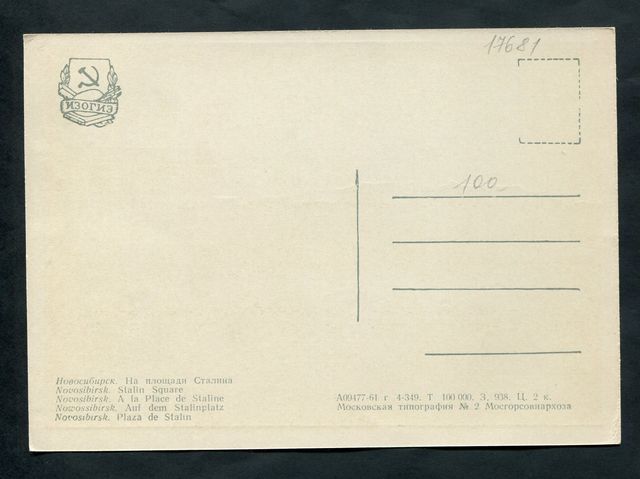 17681
ИЗОГИЗ
100
Новосибирск. На площади Сталина
Novosibirsk. Stalin Square
Novosibirsk. A la Place de Staline
Nowossibirsk. Auf dem Stalinplatz
Novosibirsk. Plaza de Stalin
А09477-61 г 4-349. Т 100 000. З. 938. Ц. 2 к.
Московская типография № 2 Мосгорсовнархоза